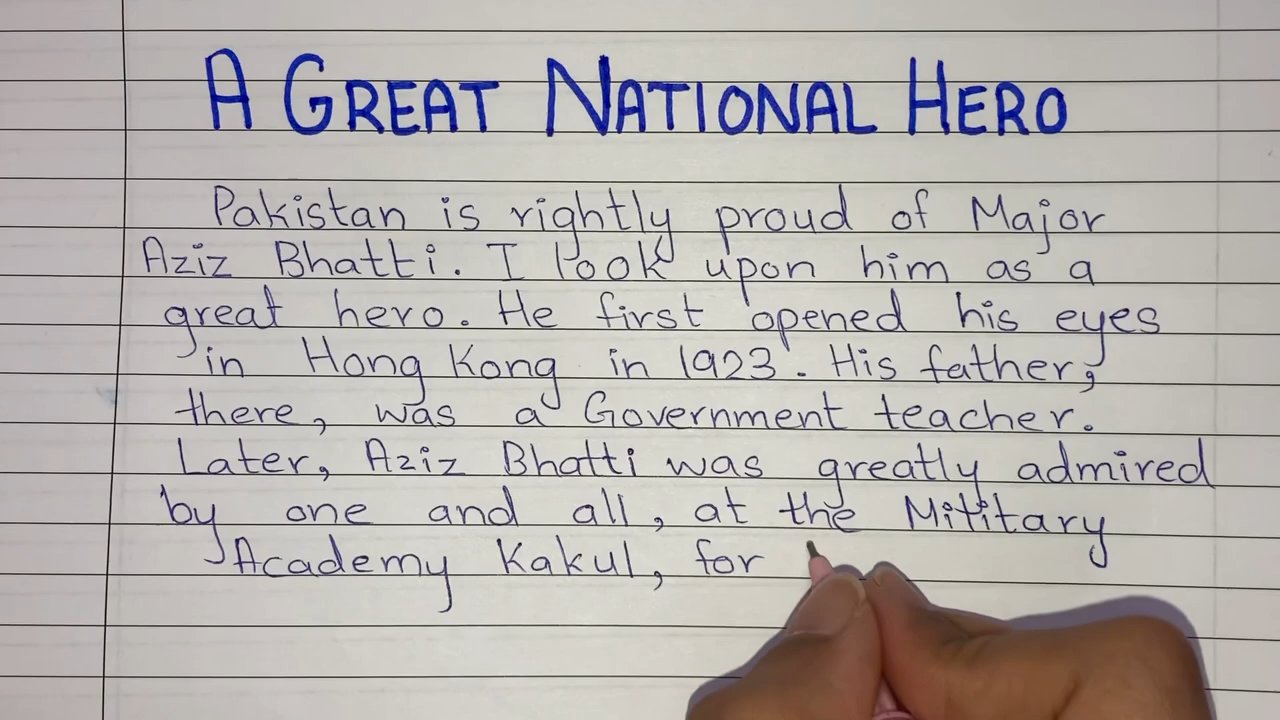 A GREAT NATIONAL HERO
Pakistan is rightly proud of Major
Aziz Bhatti. I look upon him as a
great hero. He first opened his eyes
in Hong Kong in 1923. His father,
there, was a Government teacher.
Later, Aziz Bhatti was greatly admired
by one and all, at the Mititary
Academy Kakul, for